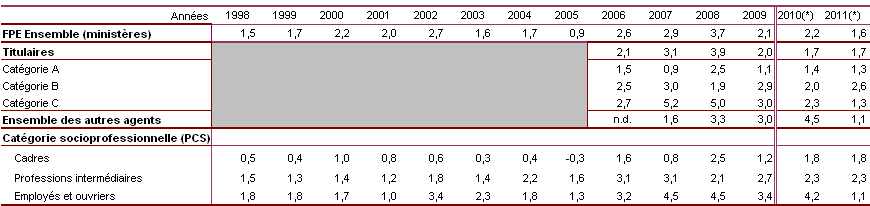 Années 1998 1999 2000 2001 2002 2003 2004 2005 2006 2007 2008 2009 2010(*) 2011(*)
FPE Ensemble (ministères) 1,5 1,7 2,2 2,0 2,7 1,6 1,7 0,9 2,6 2,9 3,7 2,1 2,2 1,6
Titulaires 2,1 3,1 3,9 2,0 1,7 1,7
Catégorie A 1,5 0,9 2,5 1,1 1,4 1,3
Catégorie B 2,5 3,0 1,9 2,9 2,0 2,6
Catégorie C 2,7 5,2 5,0 3,0 2,3 1,3
Ensemble des autres agents n.d. 1,6 3,3 3,0 4,5 1,1
Catégorie socioprofessionnelle (PCS)
Cadres 0,5 0,4 1,0 0,8 0,6 0,3 0,4 -0,3 1,6 0,8 2,5 1,2 1,8 1,8
Professions intermédiaires 1,5 1,3 1,4 1,2 1,8 1,4 2,2 1,6 3,1 3,1 2,1 2,7 2,3 2,3
Employés et ouvriers 1,8 1,8 1,7 1,0 3,4 2,3 1,8 1,3 3,2 4,5 4,5 3,4 4,2 1,1